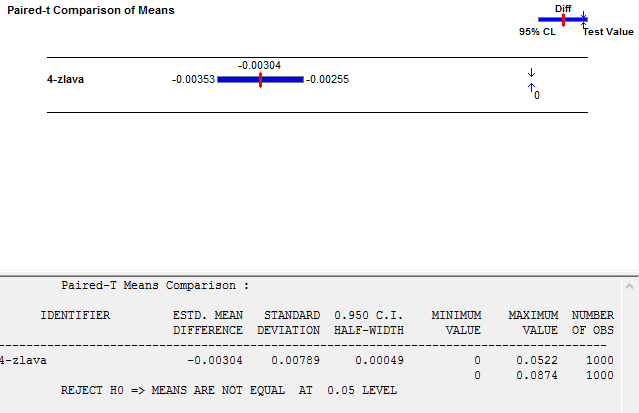 Paired-t Comparison of Means
Diff
95% CL Test Value
-0.00304
4-zlava -0.00353 -0.00255
0
Paired-T Means Comparison :
IDENTIFIER ESTD. MEAN STANDARD 0.950 C.I. MINIMUM MAXIMUM NUMBER
DIFFERENCE DEVIATION HALF-WIDTH VALUE VALUE OF OBS
4-zlava -0.00304 0.00789 0.00049 0 0.0522 1000
0 0.0874 1000
REJECT H0 => MEANS ARE NOT EQUAL AT 0.05 LEVEL